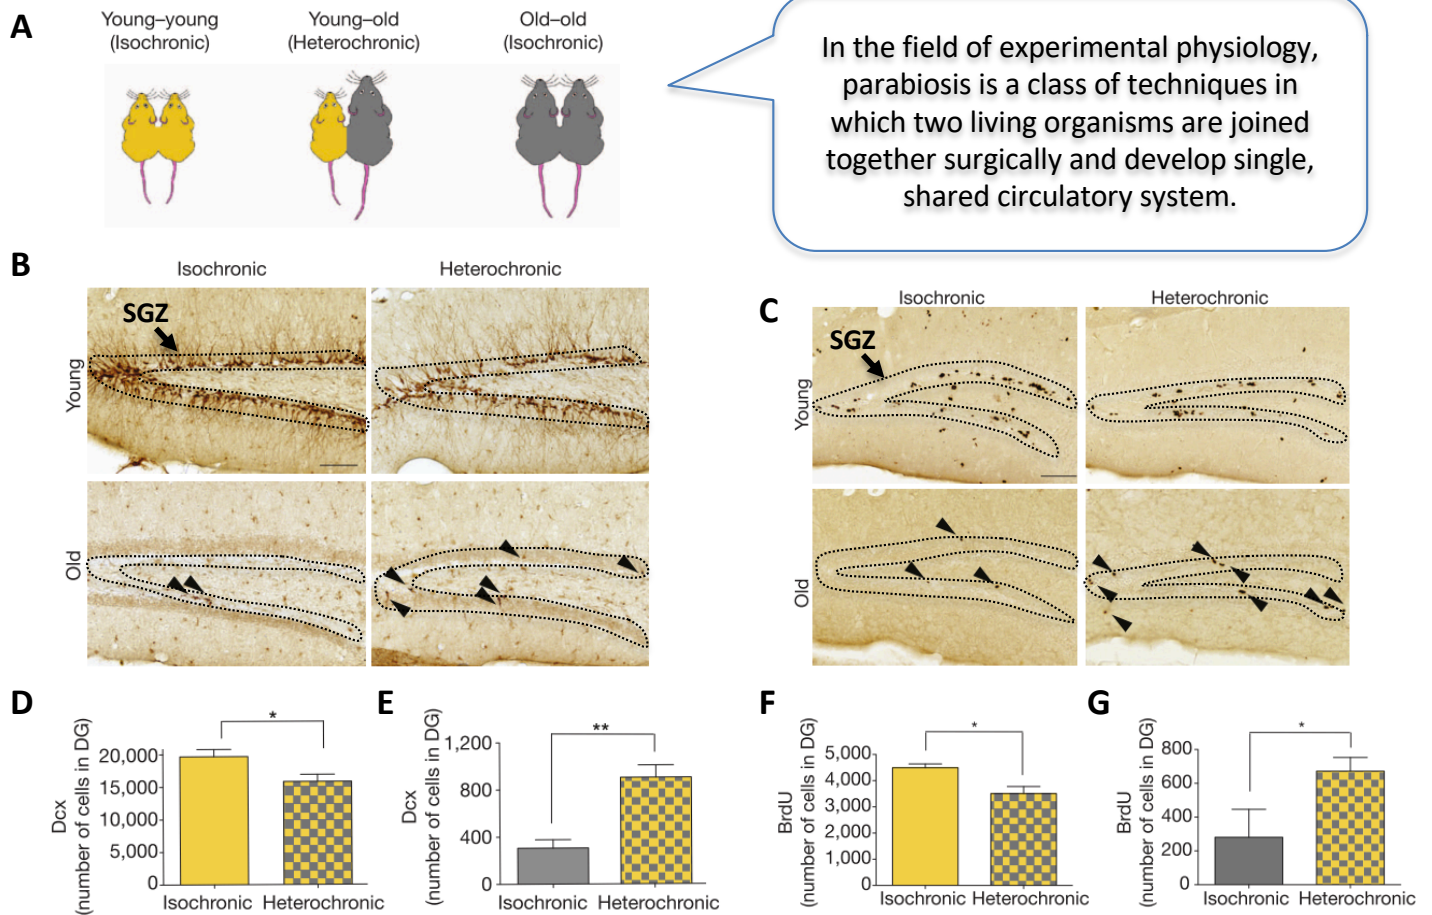 A
Young–young
(Isochronic)
Young–old
(Heterochronic)
Old–old
(Isochronic)
In the field of experimental physiology,
parabiosis is a class of techniques in
which two living organisms are joined
together surgically and develop single,
shared circulatory system.
B
Isochronic
Heterochronic
SGZ
Young
Old
C
Isochronic
Heterochronic
SGZ
Young
Old
D
Dcx
(number of cells in DG)
20,000
15,000
10,000
5,000
0
*
Isochronic
Heterochronic
E
Dcx
(number of cells in DG)
1,200
800
400
0
**
Isochronic
Heterochronic
F
BrdU
(number of cells in DG)
5,000
4,000
3,000
2,000
1,000
0
*
Isochronic
Heterochronic
G
BrdU
(number of cells in DG)
800
600
400
200
0
*
Isochronic
Heterochronic